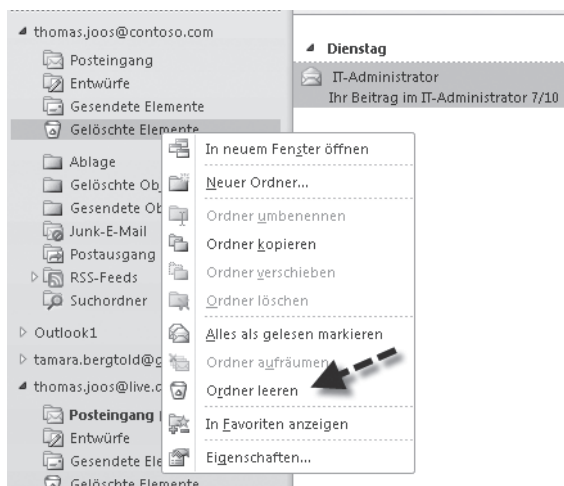 thomas.joos@contoso.com
Posteingang
Entwürfe
Gesendete Elemente
Gelöschte Elemente
Ablage
Gelöschte Ob
Gesendete Ob
Junk-E-Mail
Postausgang
RSS-Feeds
Suchordner
Outlook1
tamara.bergtold@g
thomas.joos@live.c
Posteingang
Entwürfe
Gesendete Ele
Gelöschte Elemente
Dienstag
IT-Administrator
Ihr Beitrag im IT-Administrator 7/10
In neuem Fenster öffnen
Neuer Ordner...
Ordner umbenennen
Ordner kopieren
Ordner verschieben
Ordner löschen
Alles als gelesen markieren
Ordner aufräumen
Ordner leeren
In Favoriten anzeigen
Eigenschaften...